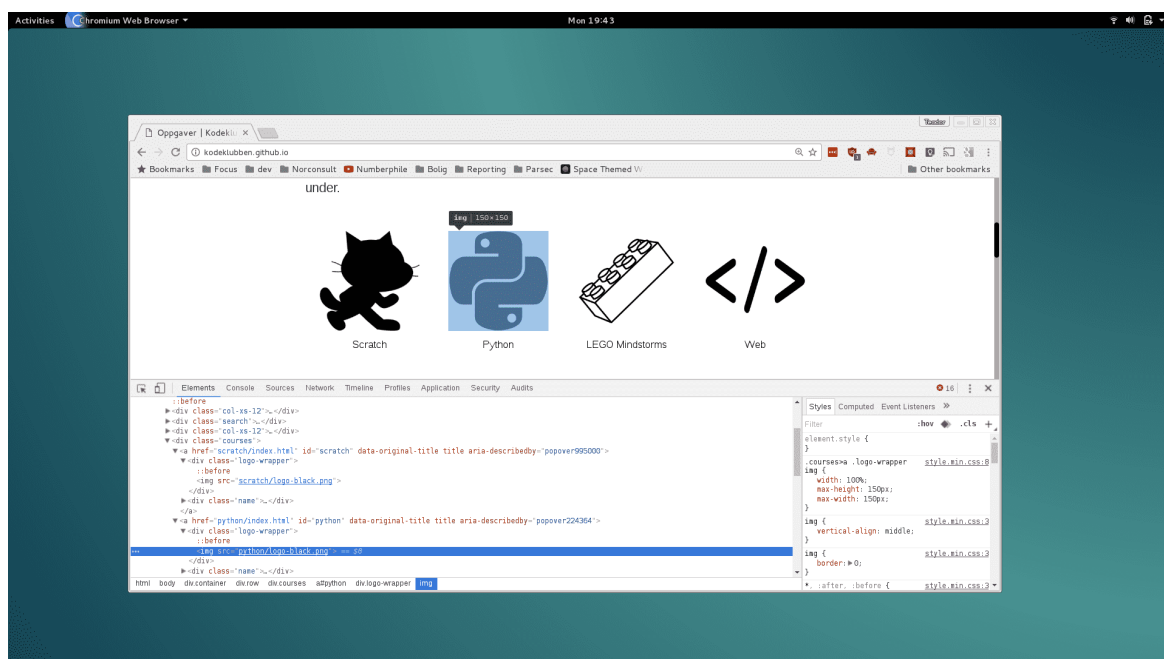 Activities Chromium Web Browser Mon 19:43
Oppgaver | Kodeklu
kodeklubben.github.io
Bookmarks Focus dev Norconsult Numberphile Bolig Reporting Parsec Space Themed W Other bookmarks
under.
img | 150×150
Scratch Python LEGO Mindstorms Web
</>
Elements Console Sources Network Timeline Profiles Application Security Audits 16
::before
<div class="col-xs-12">…</div>
<div class="search">…</div>
<div class="col-xs-12">…</div>
<div class="courses">
<a href="scratch/index.html" id="scratch" data-original-title title aria-describedby="popover995000">
<div class="logo-wrapper">
::before
<img src="scratch/logo-black.png">
</div>
<div class="name">…</div>
</a>
<a href="python/index.html" id="python" data-original-title title aria-describedby="popover224364">
<div class="logo-wrapper">
::before
<img src="python/logo-black.png"> == $0
</div>
<div class="name">…</div>
html body div.container div.row div.courses a#python div.logo-wrapper img
Styles Computed Event Listeners »
Filter :hov .cls +
element.style {
}
.courses>a .logo-wrapper style.min.css:8
img {
width: 100%;
max-height: 150px;
max-width: 150px;
}
img { style.min.css:3
vertical-align: middle;
}
img { style.min.css:3
border: 0;
}
*, :after, :before { style.min.css:3